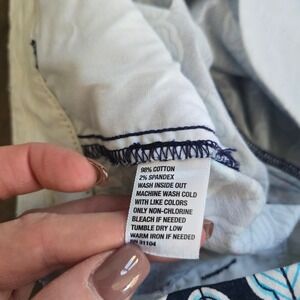 98% COTTON
2% SPANDEX
WASH INSIDE OUT
MACHINE WASH COLD
WITH LIKE COLORS
ONLY NON-CHLORINE
BLEACH IF NEEDED
TUMBLE DRY LOW
WARM IRON IF NEEDED
31104